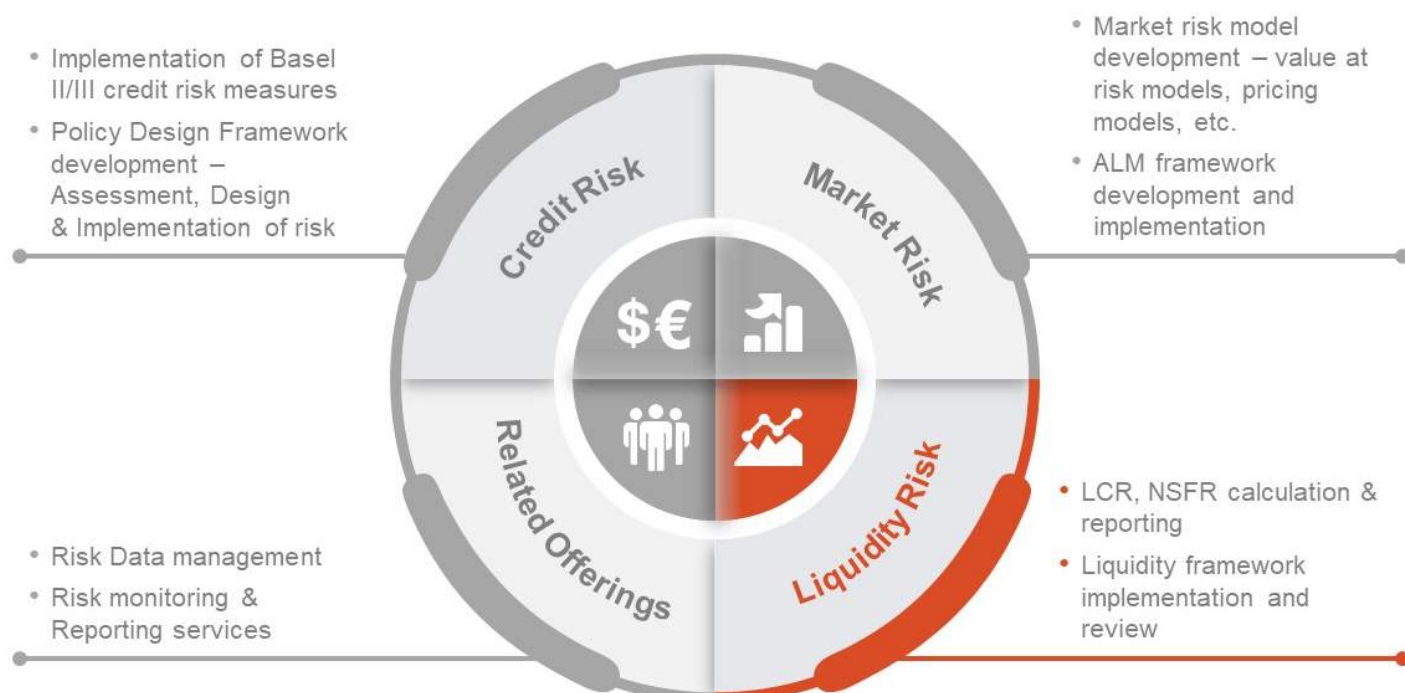 • Implementation of Basel
II/III credit risk measures
• Policy Design Framework
development –
Assessment, Design
& Implementation of risk
• Market risk model
development – value at
risk models, pricing
models, etc.
• ALM framework
development and
implementation
Credit Risk
Market Risk
$€
Related Offerings
Liquidity Risk
• Risk Data management
• Risk monitoring &
Reporting services
• LCR, NSFR calculation &
reporting
• Liquidity framework
implementation and
review